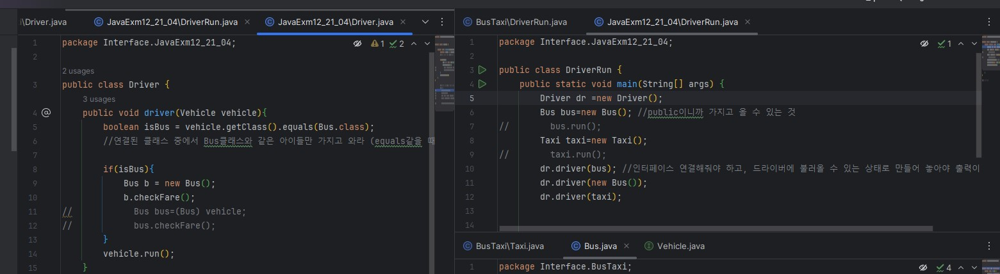 i\Driver.java JavaExm12_21_04\DriverRun.java JavaExm12_21_04\Driver.java
1 package Interface.JavaExm12_21_04; 1 2
2
2 usages
3 public class Driver {
3 usages
4 @ public void driver(Vehicle vehicle){
5 boolean isBus = vehicle.getClass().equals(Bus.class);
6 //연결된 클래스 중에서 Bus클래스와 같은 아이들만 가지고 와라 (equals같을 때
7
8 if(isBus){
9 Bus b = new Bus();
10 b.checkFare();
11 // Bus bus=(Bus) vehicle;
12 // bus.checkFare();
13 }
14 vehicle.run();
15 }
BusTaxi\DriverRun.java JavaExm12_21_04\DriverRun.java
1 package Interface.JavaExm12_21_04; 1
2
3 public class DriverRun {
4 public static void main(String[] args) {
5 Driver dr =new Driver();
6 Bus bus=new Bus(); //public이니까 가지고 올 수 있는 것
7 // bus.run();
8 Taxi taxi=new Taxi();
9 // taxi.run();
10 dr.driver(bus); //인터페이스 연결해줘야 하고, 드라이버에 불러올 수 있는 상태로 만들어 놓아야 출력이
11 dr.driver(new Bus());
12 dr.driver(taxi);
13
14
BusTaxi\Taxi.java Bus.java Vehicle.java
1 package Interface.BusTaxi; 4